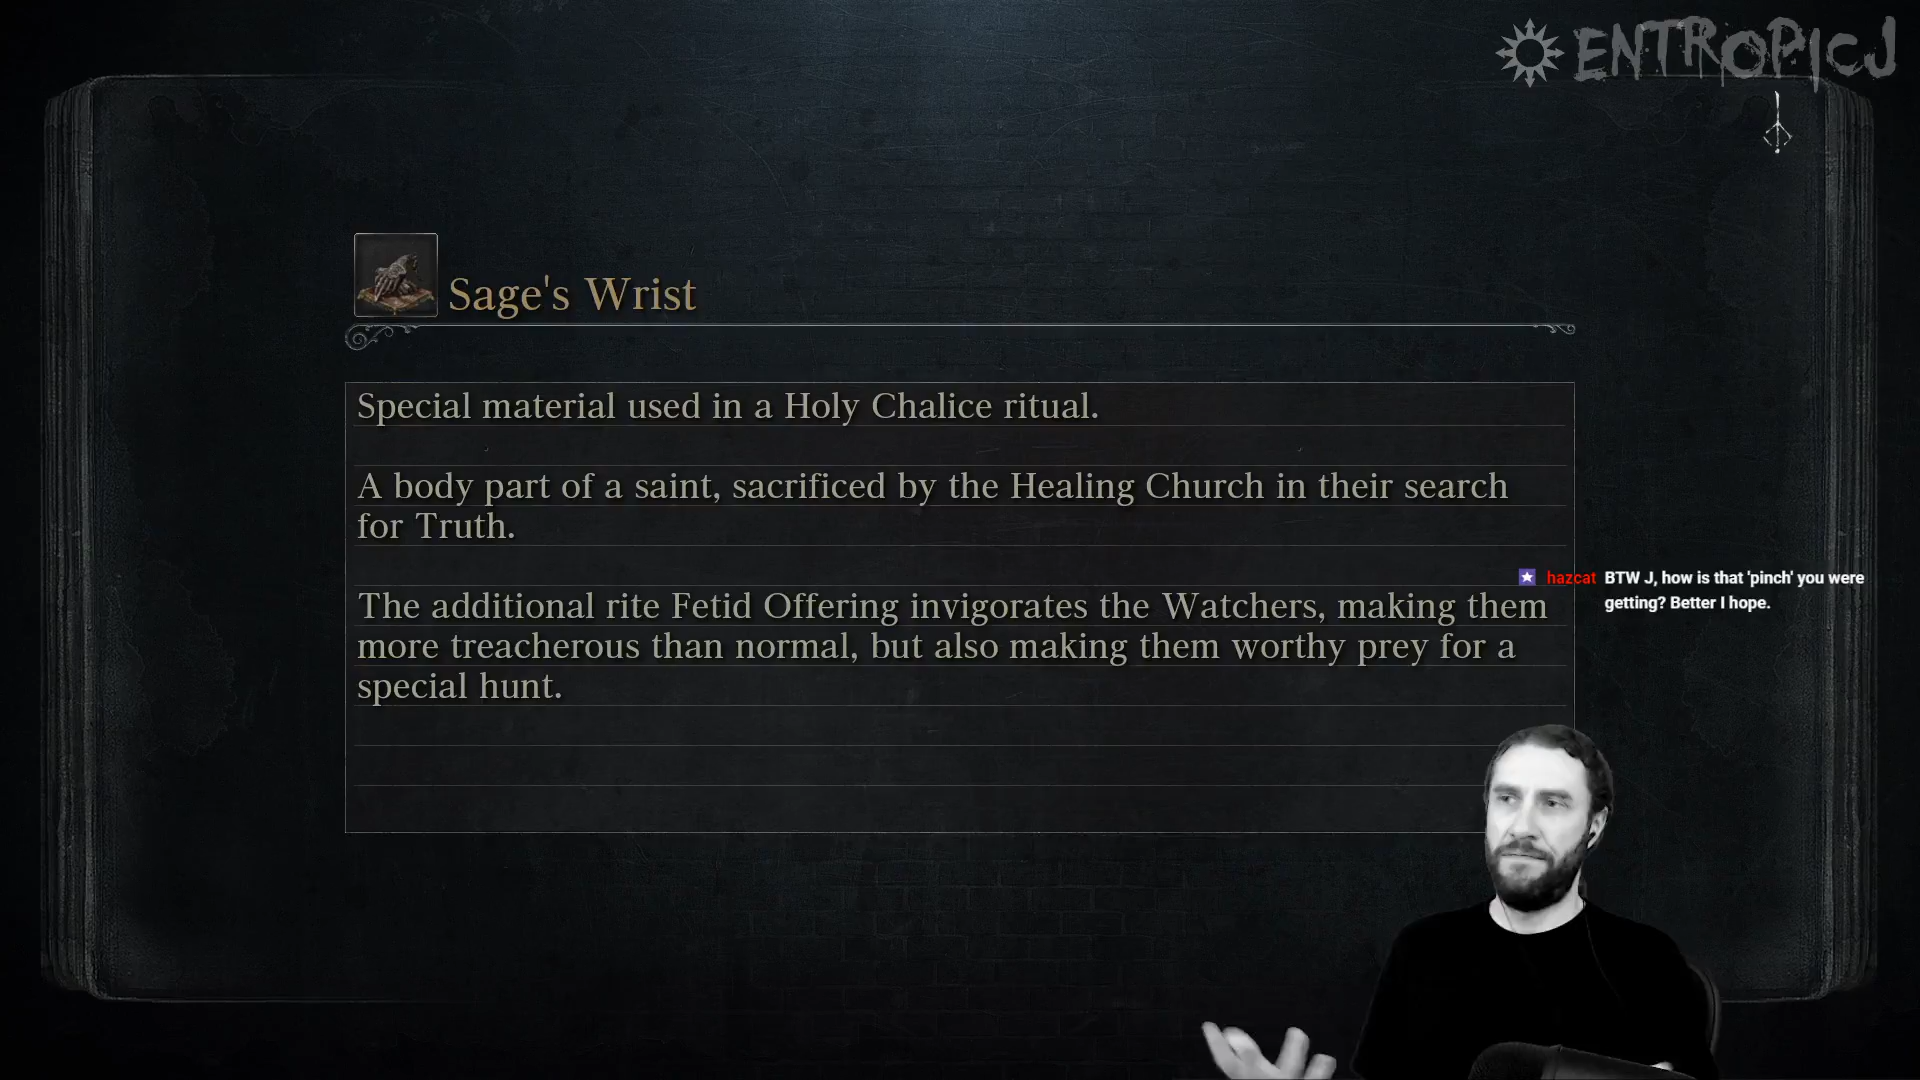 ENTROPICJ
Sage's Wrist
Special material used in a Holy Chalice ritual.
A body part of a saint, sacrificed by the Healing Church in their search
for Truth.
The additional rite Fetid Offering invigorates the Watchers, making them
more treacherous than normal, but also making them worthy prey for a
special hunt.
hazcat BTW J, how is that 'pinch' you were
getting? Better I hope.